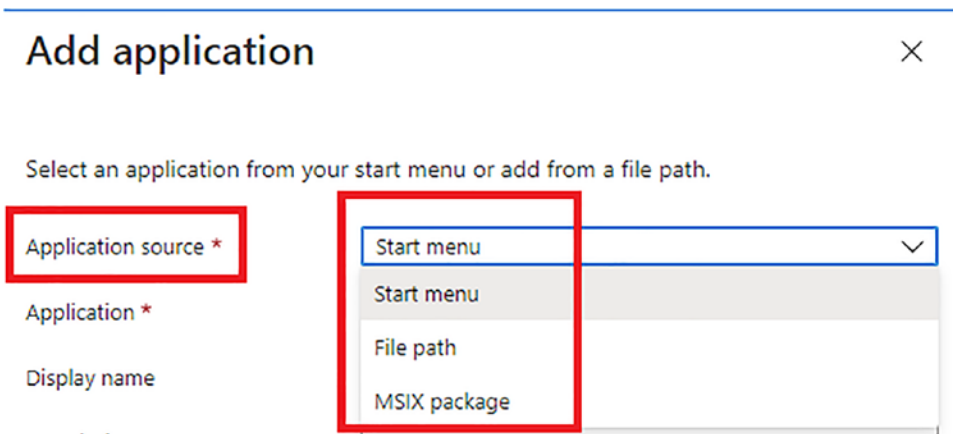 Add application
Select an application from your start menu or add from a file path.
Application source *
Start menu
Start menu
Application *
File path
Display name
MSIX package